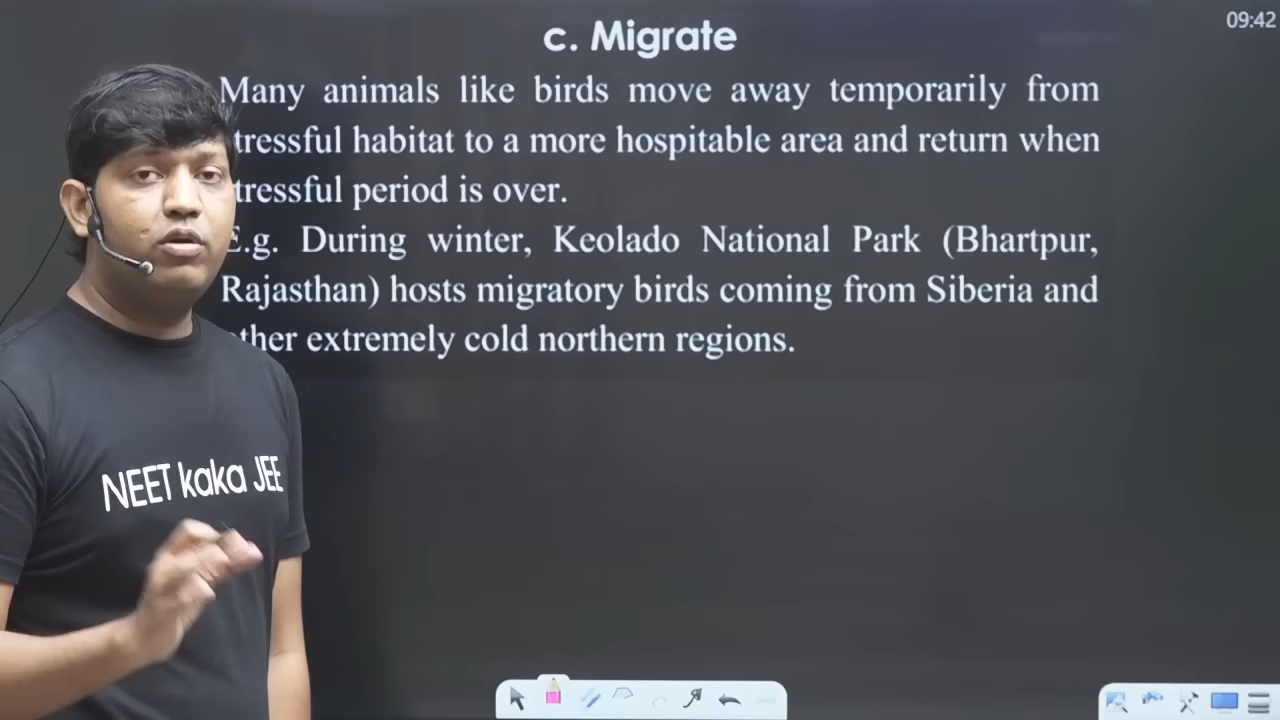 c. Migrate
09:42
Many animals like birds move away temporarily from
tressful habitat to a more hospitable area and return when
tressful period is over.
E.g. During winter, Keolado National Park (Bhartpur,
Rajasthan) hosts migratory birds coming from Siberia and
ther extremely cold northern regions.
NEET kaka JEE